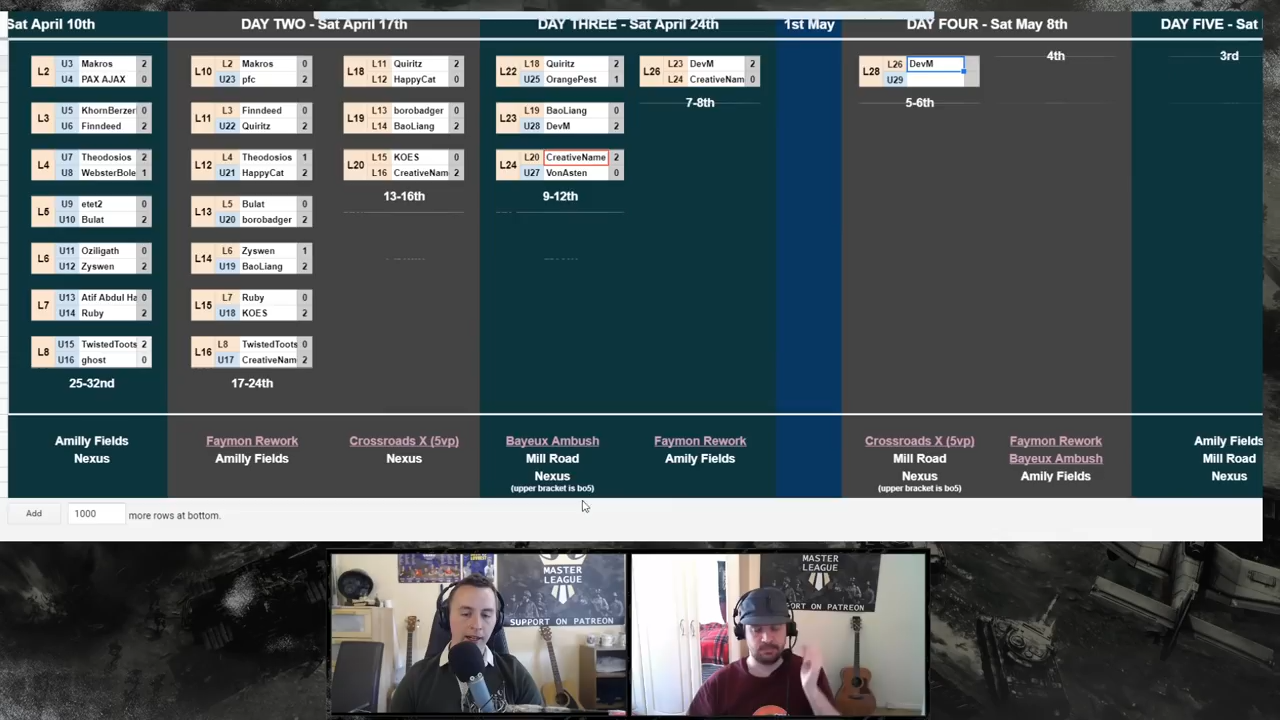 Sat April 10th
DAY TWO - Sat April 17th
DAY THREE - Sat April 24th
1st May
DAY FOUR - Sat May 8th
DAY FIVE - Sat
L2
U3 Makros 2
U4 PAX AJAX 0
L3
U5 KhornBerzer 0
U6 Finndeed 2
L4
U7 Theodosios 2
U8 WebsterBole 1
L5
U9 etet2 0
U10 Bulat 2
L6
U11 Oziligath 0
U12 Zyswen 2
L7
U13 Atif Abdul Ha 0
U14 Ruby 2
L8
U15 TwistedToots 2
U16 ghost 0
25-32nd
L10
L2 Makros 0
U23 pfc 2
L11
L3 Finndeed 0
U22 Quiritz 2
L12
L4 Theodosios 1
U21 HappyCat 2
L13
L5 Bulat 0
U20 borobadger 2
L14
L6 Zyswen 1
U19 BaoLiang 2
L15
L7 Ruby 0
U18 KOES 2
L16
L8 TwistedToots 0
U17 CreativeNam 2
17-24th
L18
L11 Quiritz 2
L12 HappyCat 0
L19
L13 borobadger 0
L14 BaoLiang 2
L20
L15 KOES 0
L16 CreativeNam 2
13-16th
L22
L18 Quiritz 2
U25 OrangePest 1
L23
L19 BaoLiang 0
U28 DevM 2
L24
L20 CreativeName 2
U27 VonAsten 0
9-12th
L26
L23 DevM 2
L24 CreativeNam 0
7-8th
L28
L26 DevM
U29
5-6th
4th
3rd
Amilly Fields
Nexus
Faymon Rework
Amilly Fields
Crossroads X (5vp)
Nexus
Bayeux Ambush
Mill Road
Nexus
(upper bracket is bo5)
Faymon Rework
Amily Fields
Crossroads X (5vp)
Mill Road
Nexus
(upper bracket is bo5)
Faymon Rework
Bayeux Ambush
Amily Fields
Amily Fields
Mill Road
Nexus
Add 1000 more rows at bottom.
MASTER
LEAGUE
SUPPORT ON PATREON
MASTER
LEAGUE
ORT ON PATREON